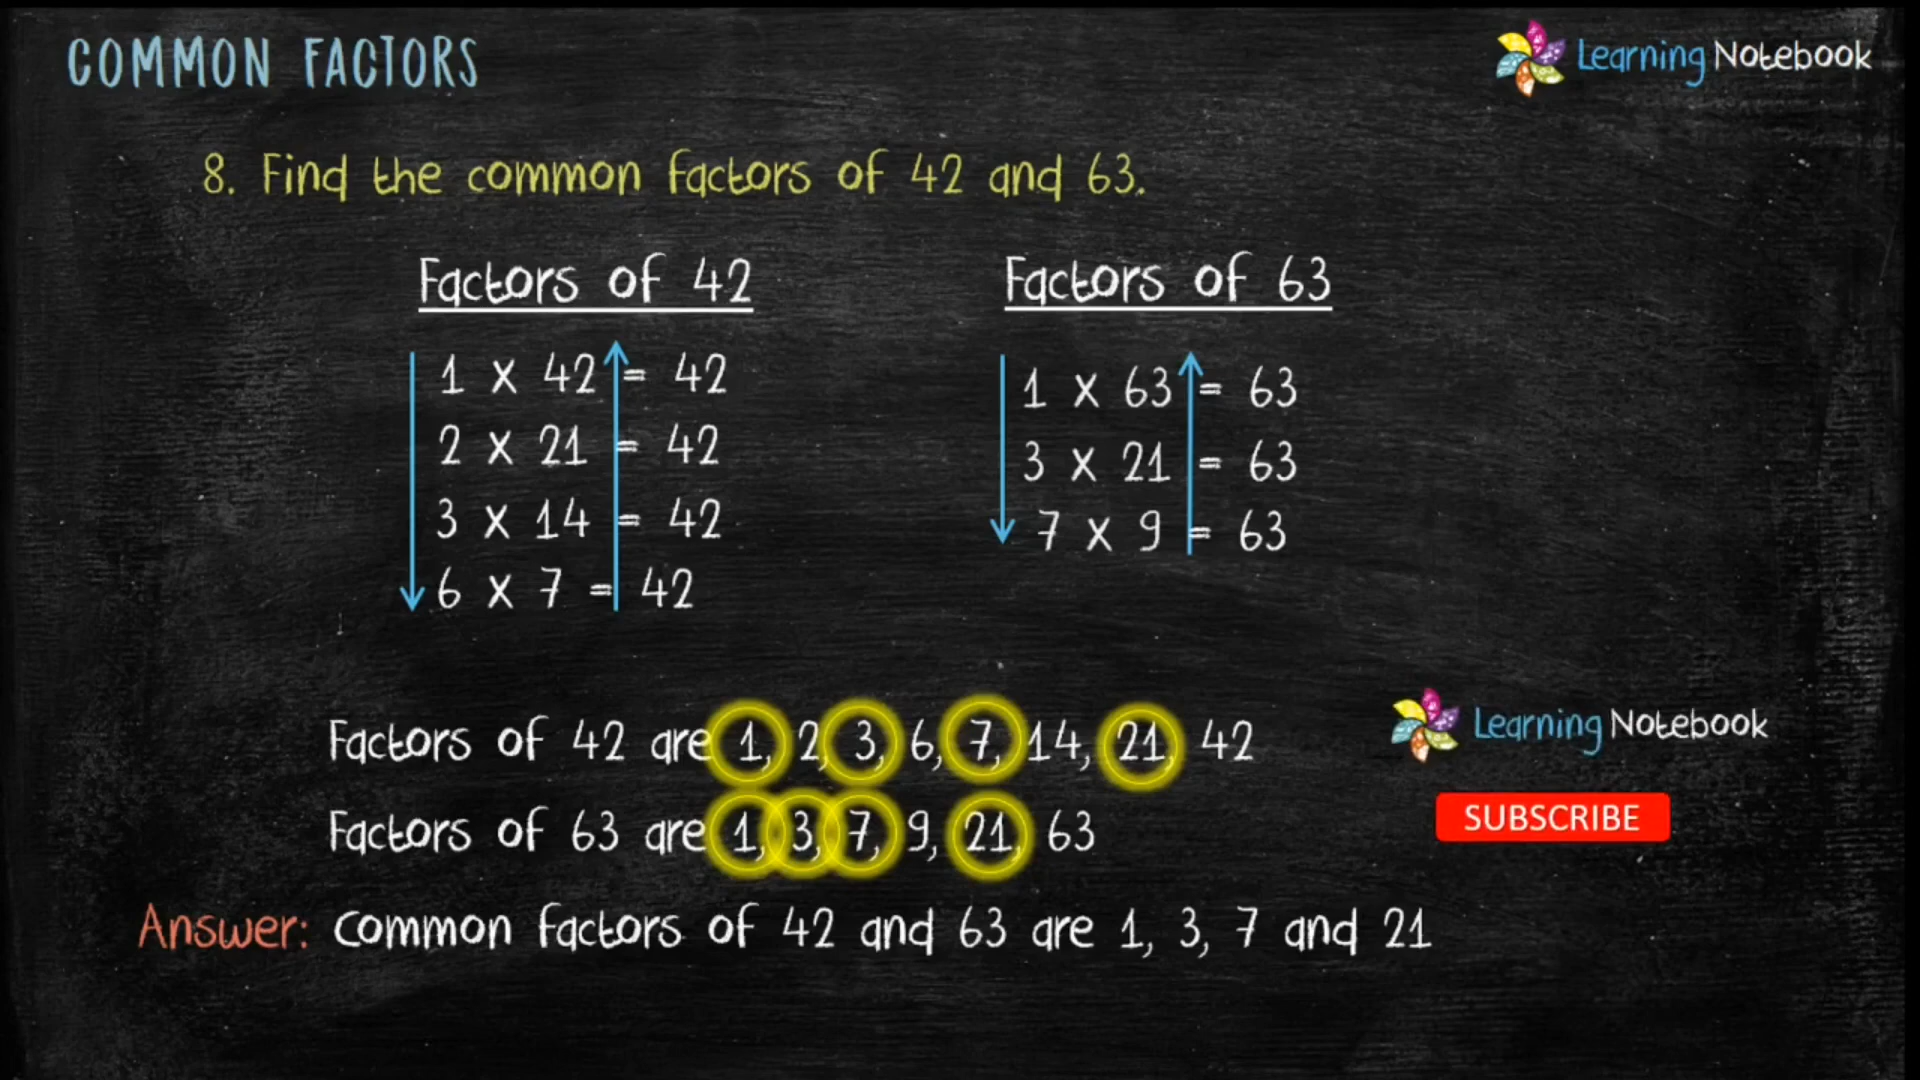 COMMON FACTORS
Learning Notebook
8. Find the common factors of 42 and 63.
Factors of 42
1 x 42 = 42
2 x 21 = 42
3 x 14 = 42
6 x 7 = 42
Factors of 63
1 x 63 = 63
3 x 21 = 63
7 x 9 = 63
Factors of 42 are 1, 2, 3, 6, 7, 14, 21, 42
Factors of 63 are 1, 3, 7, 9, 21, 63
Learning Notebook
SUBSCRIBE
Answer: Common factors of 42 and 63 are 1, 3, 7 and 21